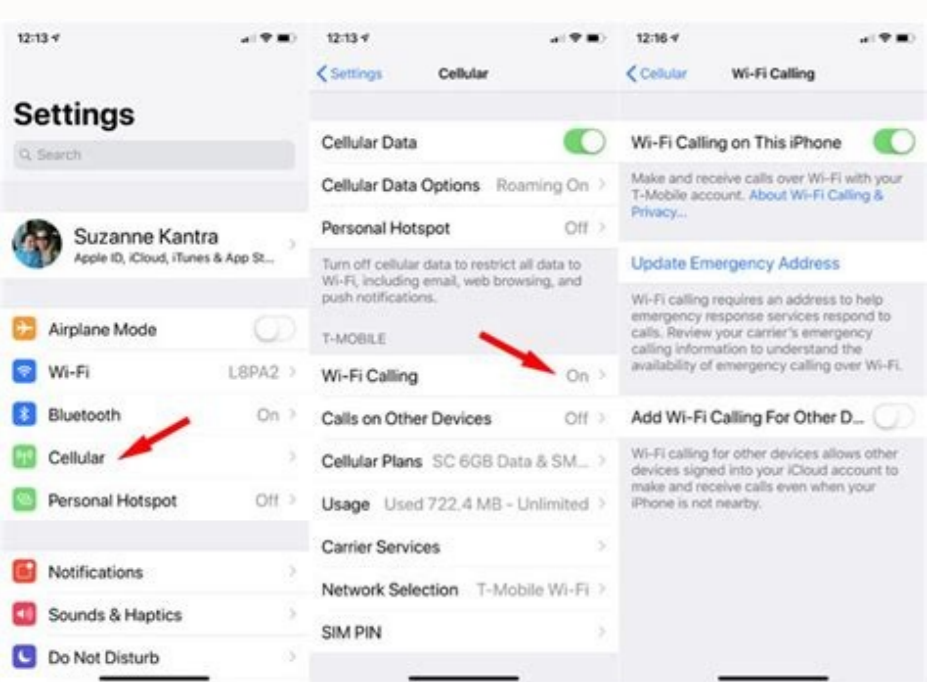 12:13
Settings
Search
Suzanne Kantra
Apple ID, iCloud, iTunes & App St...
Airplane Mode
Wi-Fi L8PA2
Bluetooth On
Cellular
Personal Hotspot Off
Notifications
Sounds & Haptics
Do Not Disturb
12:13
Settings Cellular
Cellular Data
Cellular Data Options Roaming On
Personal Hotspot Off
Turn off cellular data to restrict all data to
Wi-Fi, including email, web browsing, and
push notifications.
T-MOBILE
Wi-Fi Calling On
Calls on Other Devices Off
Cellular Plans SC 6GB Data & SM...
Usage Used 722.4 MB - Unlimited
Carrier Services
Network Selection T-Mobile Wi-Fi
SIM PIN
12:16
Cellular Wi-Fi Calling
Wi-Fi Calling on This iPhone
Make and receive calls over Wi-Fi with your
T-Mobile account. About Wi-Fi Calling &
Privacy...
Update Emergency Address
Wi-Fi calling requires an address to help
emergency response services respond to
calls. Review your carrier's emergency
calling information to understand the
availability of emergency calling over Wi-Fi.
Add Wi-Fi Calling For Other D...
Wi-Fi calling for other devices allows other
devices signed into your iCloud account to
make and receive calls even when your
iPhone is not nearby.